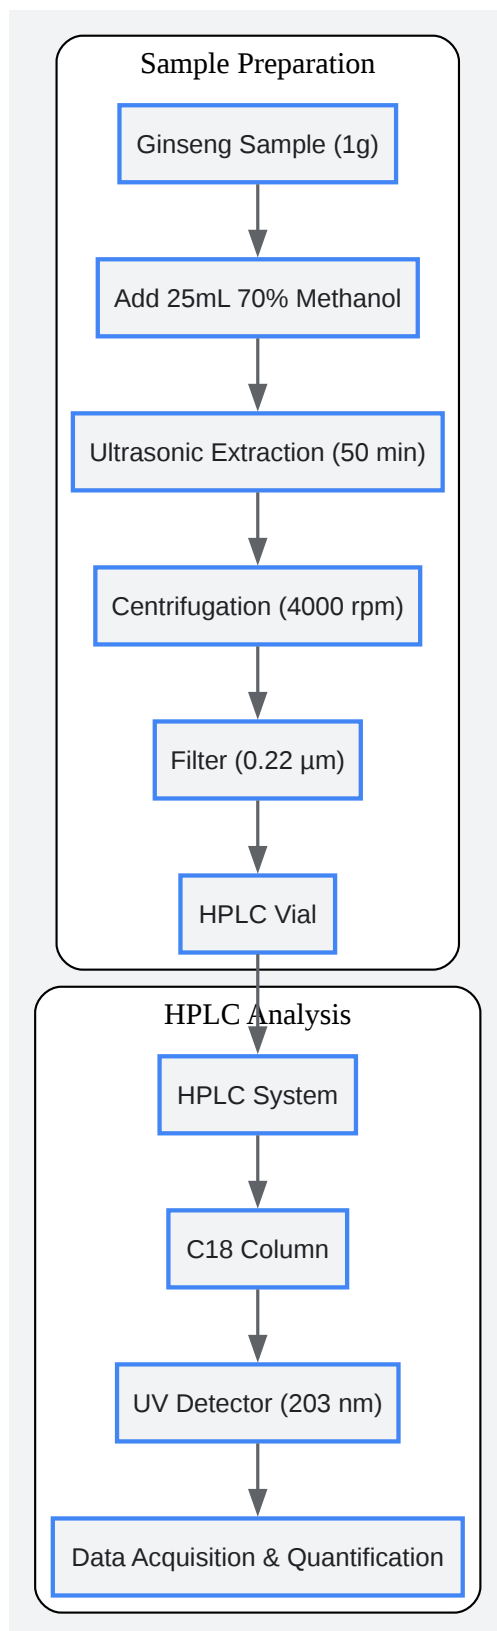 Sample Preparation
Ginseng Sample (1g)
Add 25mL 70% Methanol
Ultrasonic Extraction (50 min)
Centrifugation (4000 rpm)
Filter (0.22 µm)
HPLC Vial
HPLC Analysis
HPLC System
C18 Column
UV Detector (203 nm)
Data Acquisition & Quantification